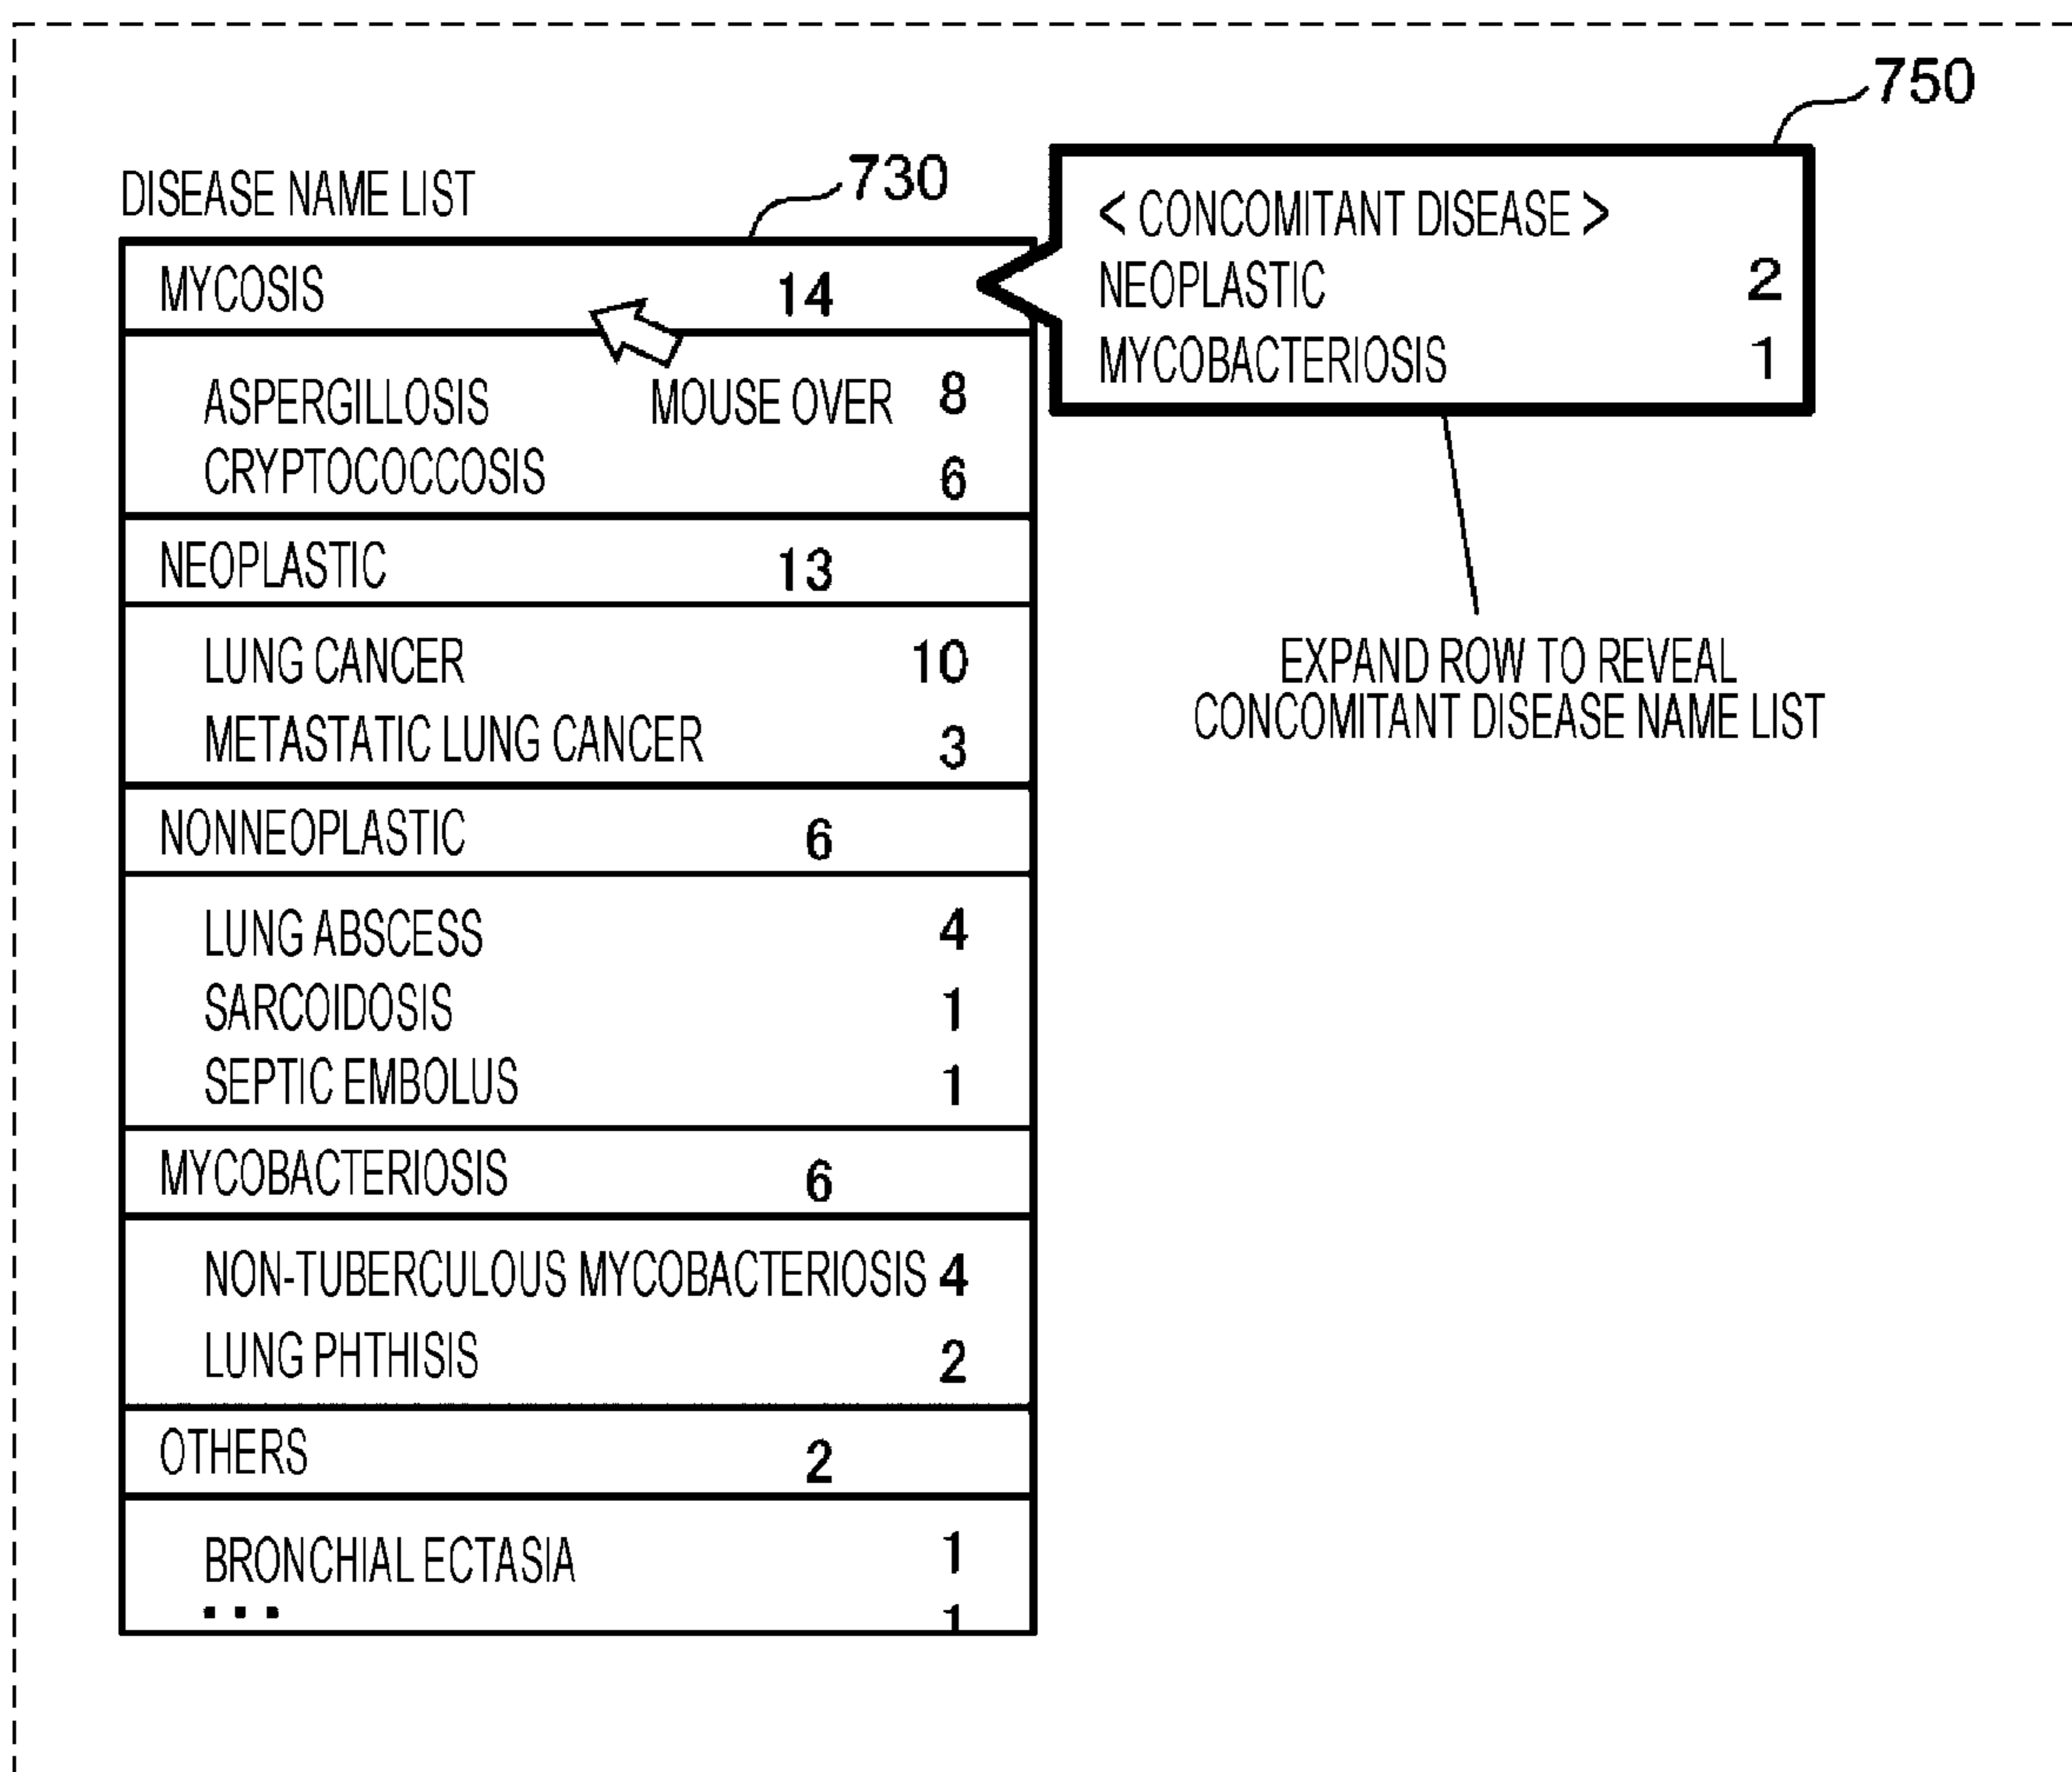 750
730
DISEASE NAME LIST
< CONCOMITANT DISEASE >
NEOPLASTIC 2
MYCOBACTERIOSIS 1
MYCOSIS 14
ASPERGILLOSIS MOUSE OVER 8
CRYPTOCOCCOSIS 6
NEOPLASTIC 13
LUNG CANCER 10
METASTATIC LUNG CANCER 3
EXPAND ROW TO REVEAL
CONCOMITANT DISEASE NAME LIST
NONNEOPLASTIC 6
LUNG ABSCESS 4
SARCOIDOSIS 1
SEPTIC EMBOLUS 1
MYCOBACTERIOSIS 6
NON-TUBERCULOUS MYCOBACTERIOSIS 4
LUNG PHTHISIS 2
OTHERS 2
BRONCHIAL ECTASIA 1
... 1